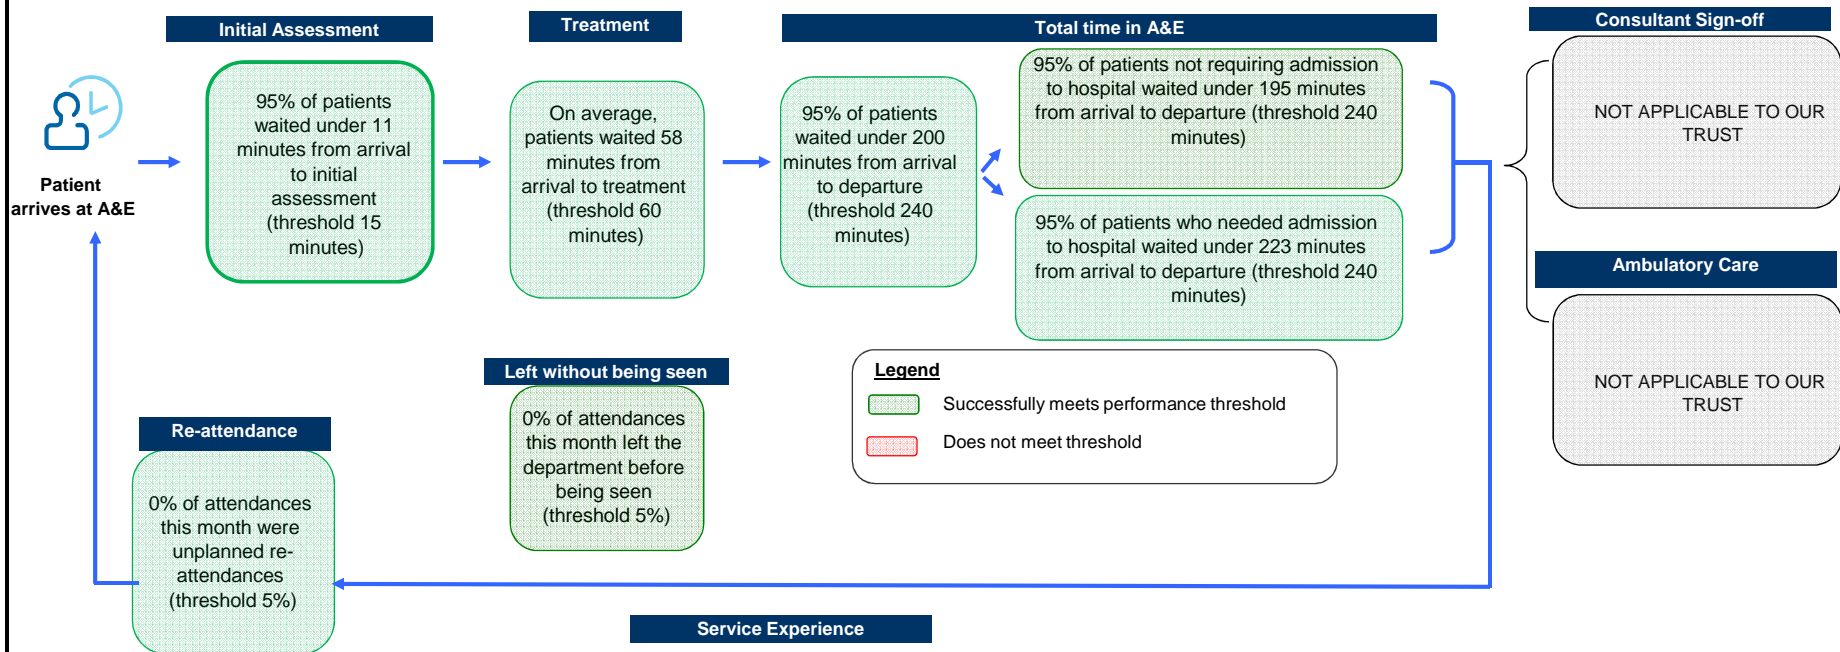 Patient
arrives at A&E
Initial Assessment
95% of patients
waited under 11
minutes from arrival
to initial
assessment
(threshold 15
minutes)
Treatment
On average,
patients waited 58
minutes from
arrival to treatment
(threshold 60
minutes)
Total time in A&E
95% of patients
waited under 200
minutes from arrival
to departure
(threshold 240
minutes)
95% of patients not requiring admission
to hospital waited under 195 minutes
from arrival to departure (threshold 240
minutes)
95% of patients who needed admission
to hospital waited under 223 minutes
from arrival to departure (threshold 240
minutes)
Consultant Sign-off
NOT APPLICABLE TO OUR
TRUST
Ambulatory Care
NOT APPLICABLE TO OUR
TRUST
Left without being seen
0% of attendances
this month left the
department before
being seen
(threshold 5%)
Legend
Successfully meets performance threshold
Does not meet threshold
Re-attendance
0% of attendances
this month were
unplanned re-
attendances
(threshold 5%)
Service Experience